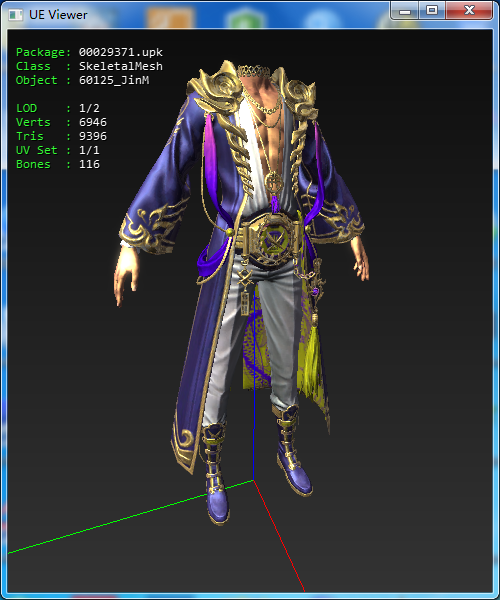 UE Viewer
Package: 00029371.upk
Class  : SkeletalMesh
Object : 60125_JinM
LOD    : 1/2
Verts  : 6946
Tris   : 9396
UV Set : 1/1
Bones  : 116